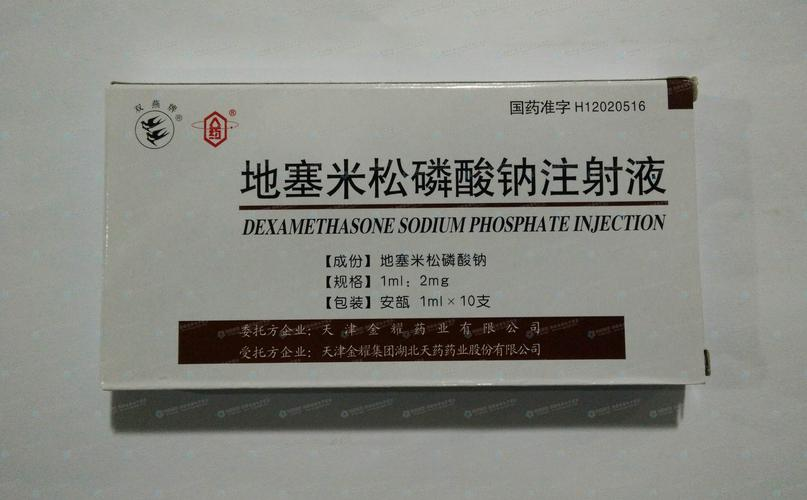 双燕牌
®
药®
国药准字 H12020516
地塞米松磷酸钠注射液
DEXAMETHASONE SODIUM PHOSPHATE INJECTION
【成份】地塞米松磷酸钠
【规格】1ml：2mg
【包装】安瓿 1ml×10支
委托方企业：天津金耀药业有限公司
受托方企业：天津金耀集团湖北天药药业股份有限公司